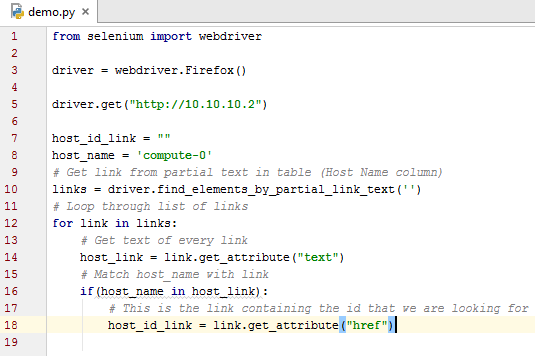 demo.py
1 from selenium import webdriver
2
3 driver = webdriver.Firefox()
4
5 driver.get("http://10.10.10.2")
6
7 host_id_link = ""
8 host_name = 'compute-0'
9 # Get link from partial text in table (Host Name column)
10 links = driver.find_elements_by_partial_link_text('')
11 # Loop through list of links
12 for link in links:
13     # Get text of every link
14     host_link = link.get_attribute("text")
15     # Match host_name with link
16     if(host_name in host_link):
17         # This is the link containing the id that we are looking for
18         host_id_link = link.get_attribute("href")
19